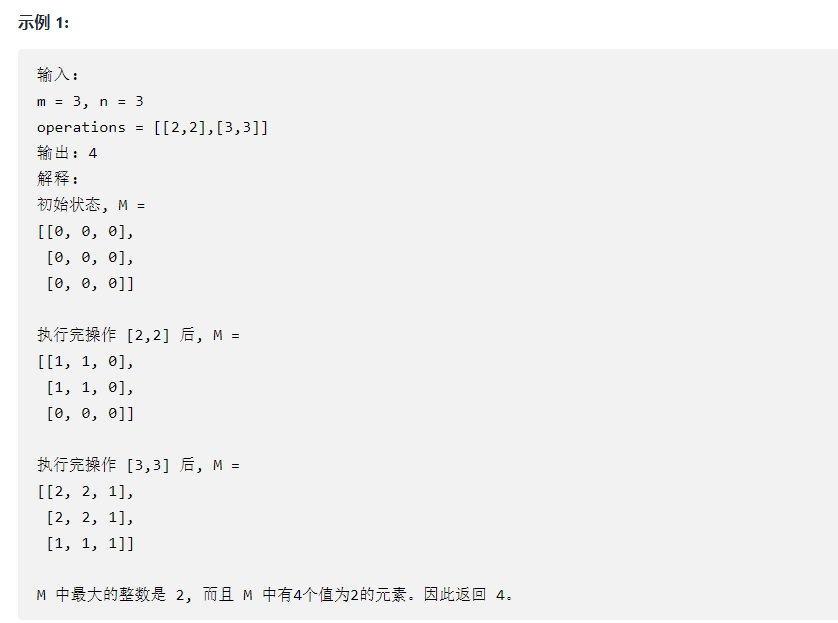 示例 1:
输入:
m = 3, n = 3
operations = [[2,2],[3,3]]
输出: 4
解释:
初始状态, M =
[[0, 0, 0],
 [0, 0, 0],
 [0, 0, 0]]
执行完操作 [2,2] 后, M =
[[1, 1, 0],
 [1, 1, 0],
 [0, 0, 0]]
执行完操作 [3,3] 后, M =
[[2, 2, 1],
 [2, 2, 1],
 [1, 1, 1]]
M 中最大的整数是 2, 而且 M 中有4个值为2的元素。因此返回 4。